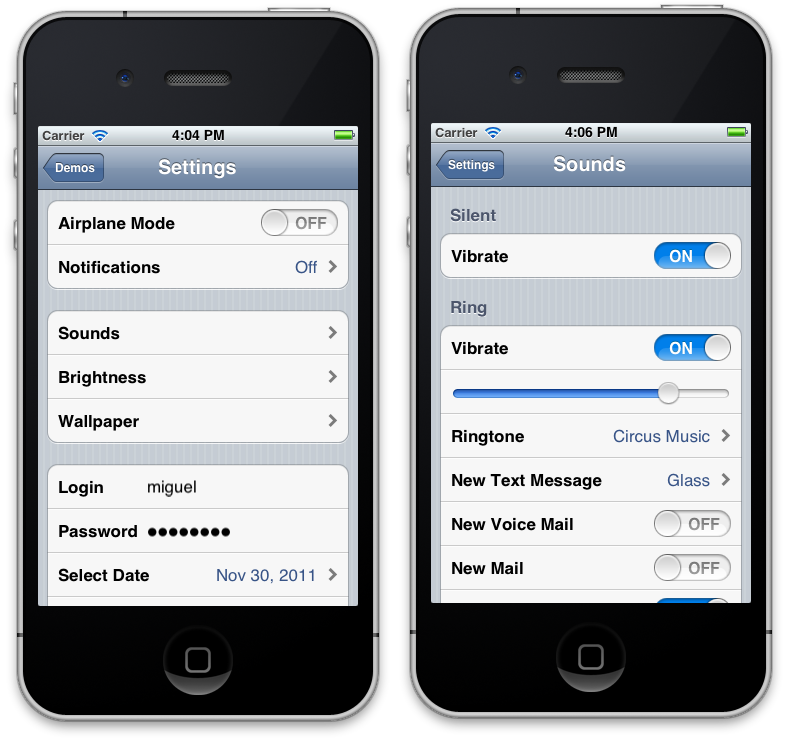 Carrier 4:04 PM
Demos Settings
Airplane Mode OFF
Notifications Off
Sounds
Brightness
Wallpaper
Login miguel
Password ●●●●●●●●
Select Date Nov 30, 2011
Carrier 4:06 PM
Settings Sounds
Silent
Vibrate ON
Ring
Vibrate ON
Ringtone Circus Music
New Text Message Glass
New Voice Mail OFF
New Mail OFF